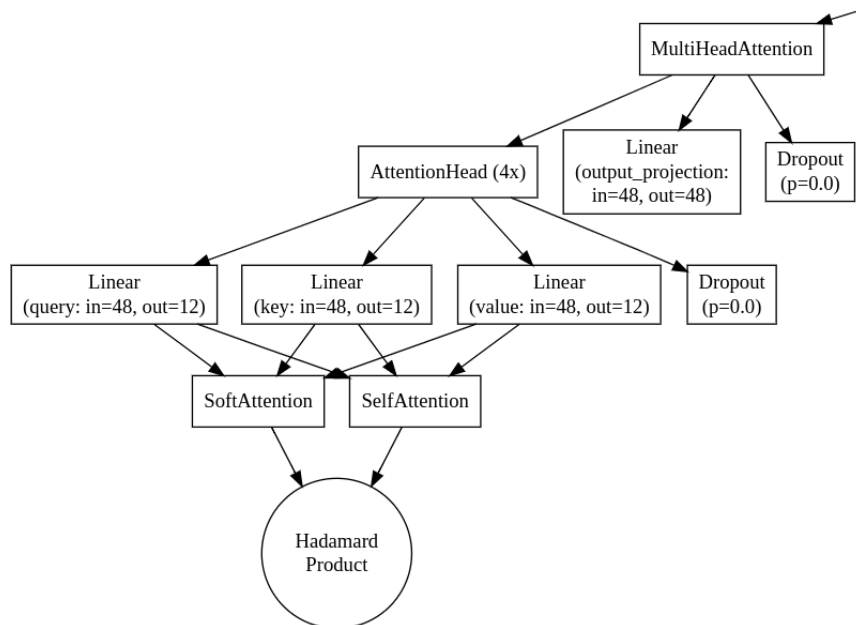 MultiHeadAttention
AttentionHead (4x)
Linear
(output_projection:
in=48, out=48)
Dropout
(p=0.0)
Linear
(query: in=48, out=12)
Linear
(key: in=48, out=12)
Linear
(value: in=48, out=12)
Dropout
(p=0.0)
SoftAttention
SelfAttention
Hadamard
Product